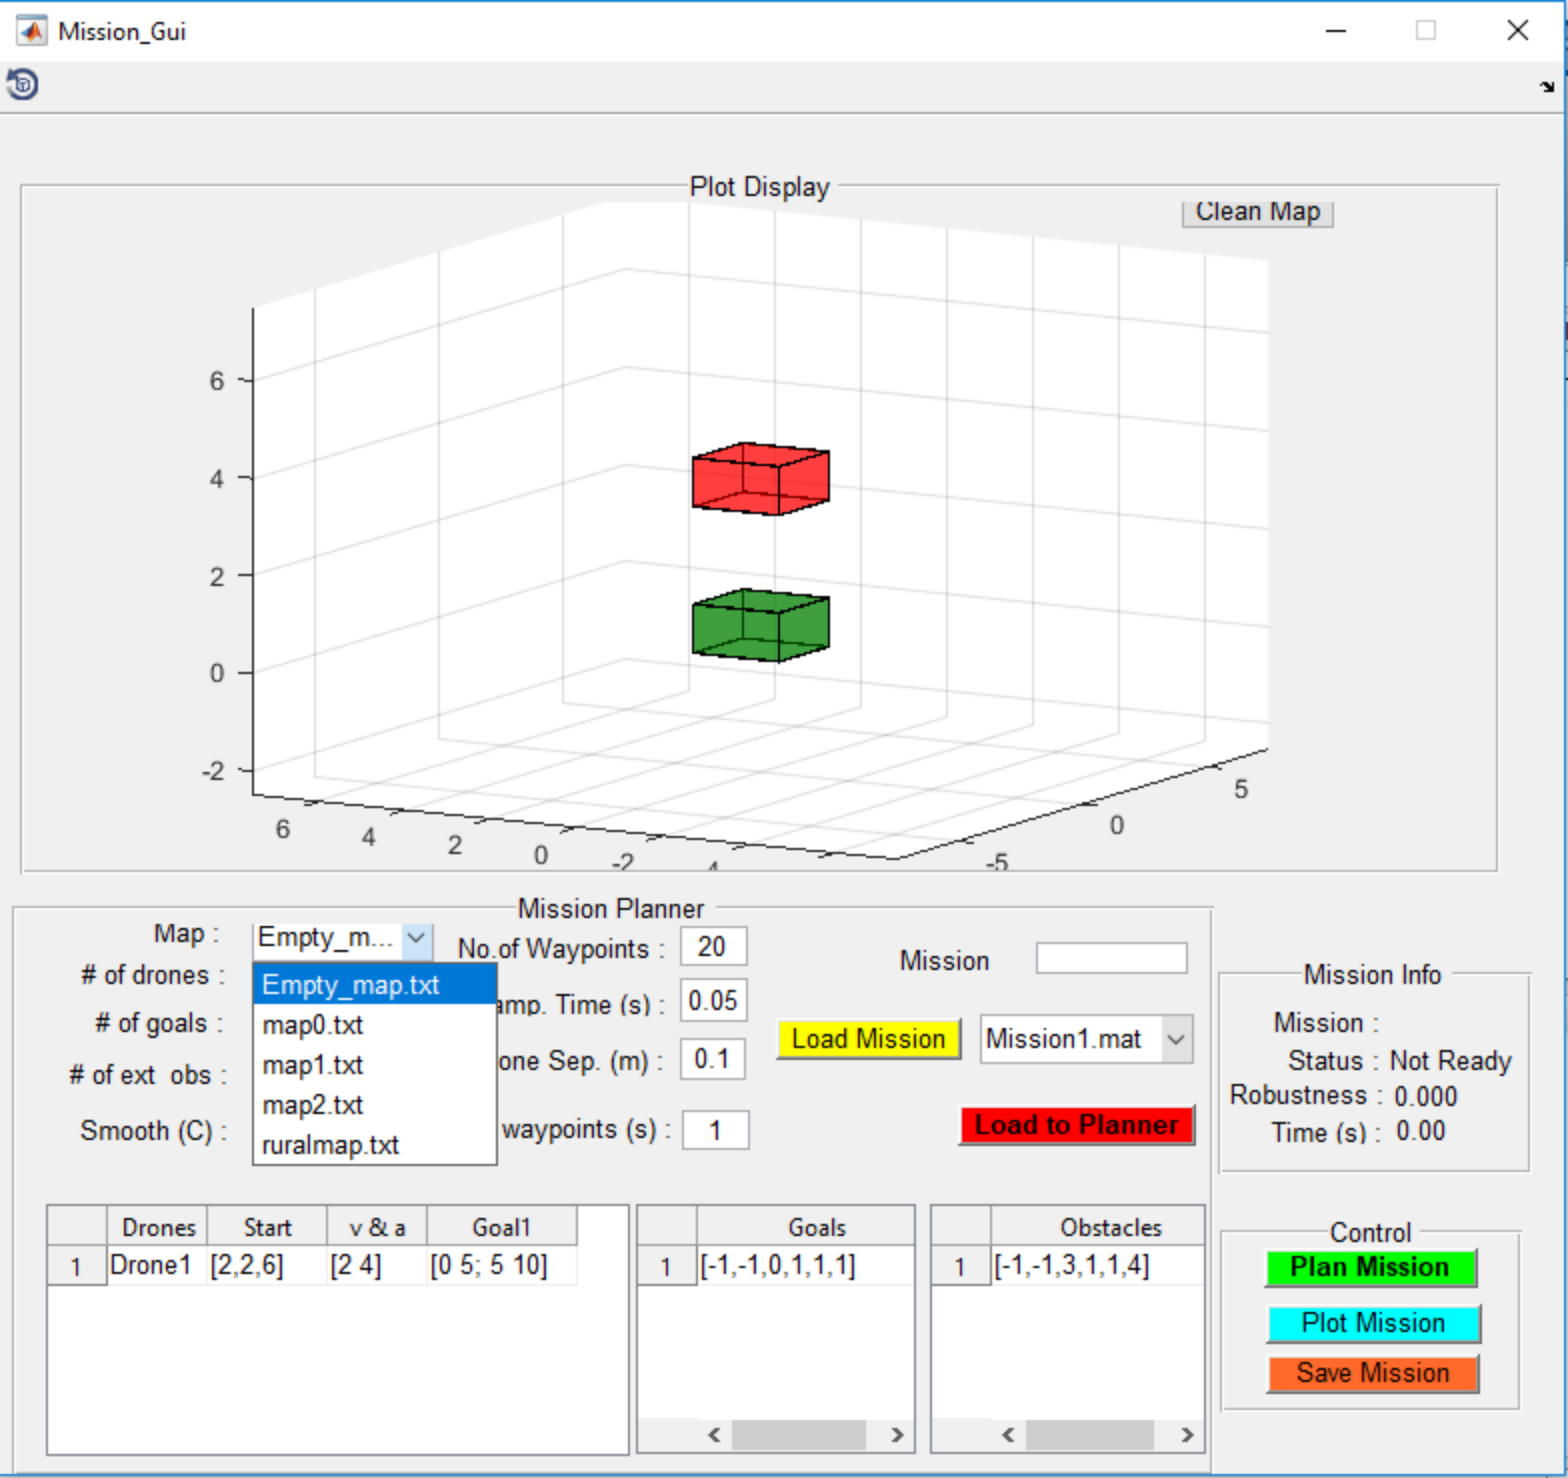 Mission_Gui
Plot Display
Clean Map
6
4
2
0
-2
6
4
2
0
-2
-5
0
5
Mission Planner
Map : Empty_m... No.of Waypoints : 20
# of drones :
Empty_map.txt
map0.txt
map1.txt
map2.txt
ruralmap.txt
# of goals :
# of ext obs :
Smooth (C) :
amp. Time (s) : 0.05
one Sep. (m) : 0.1
waypoints (s) : 1
Mission
Load Mission Mission1.mat
Load to Planner
Mission Info
Mission :
Status : Not Ready
Robustness : 0.000
Time (s) : 0.00
Drones Start v & a Goal1
1 Drone1 [2,2,6] [2 4] [0 5; 5 10]
Goals
1 [-1,-1,0,1,1,1]
Obstacles
1 [-1,-1,3,1,1,4]
Control
Plan Mission
Plot Mission
Save Mission